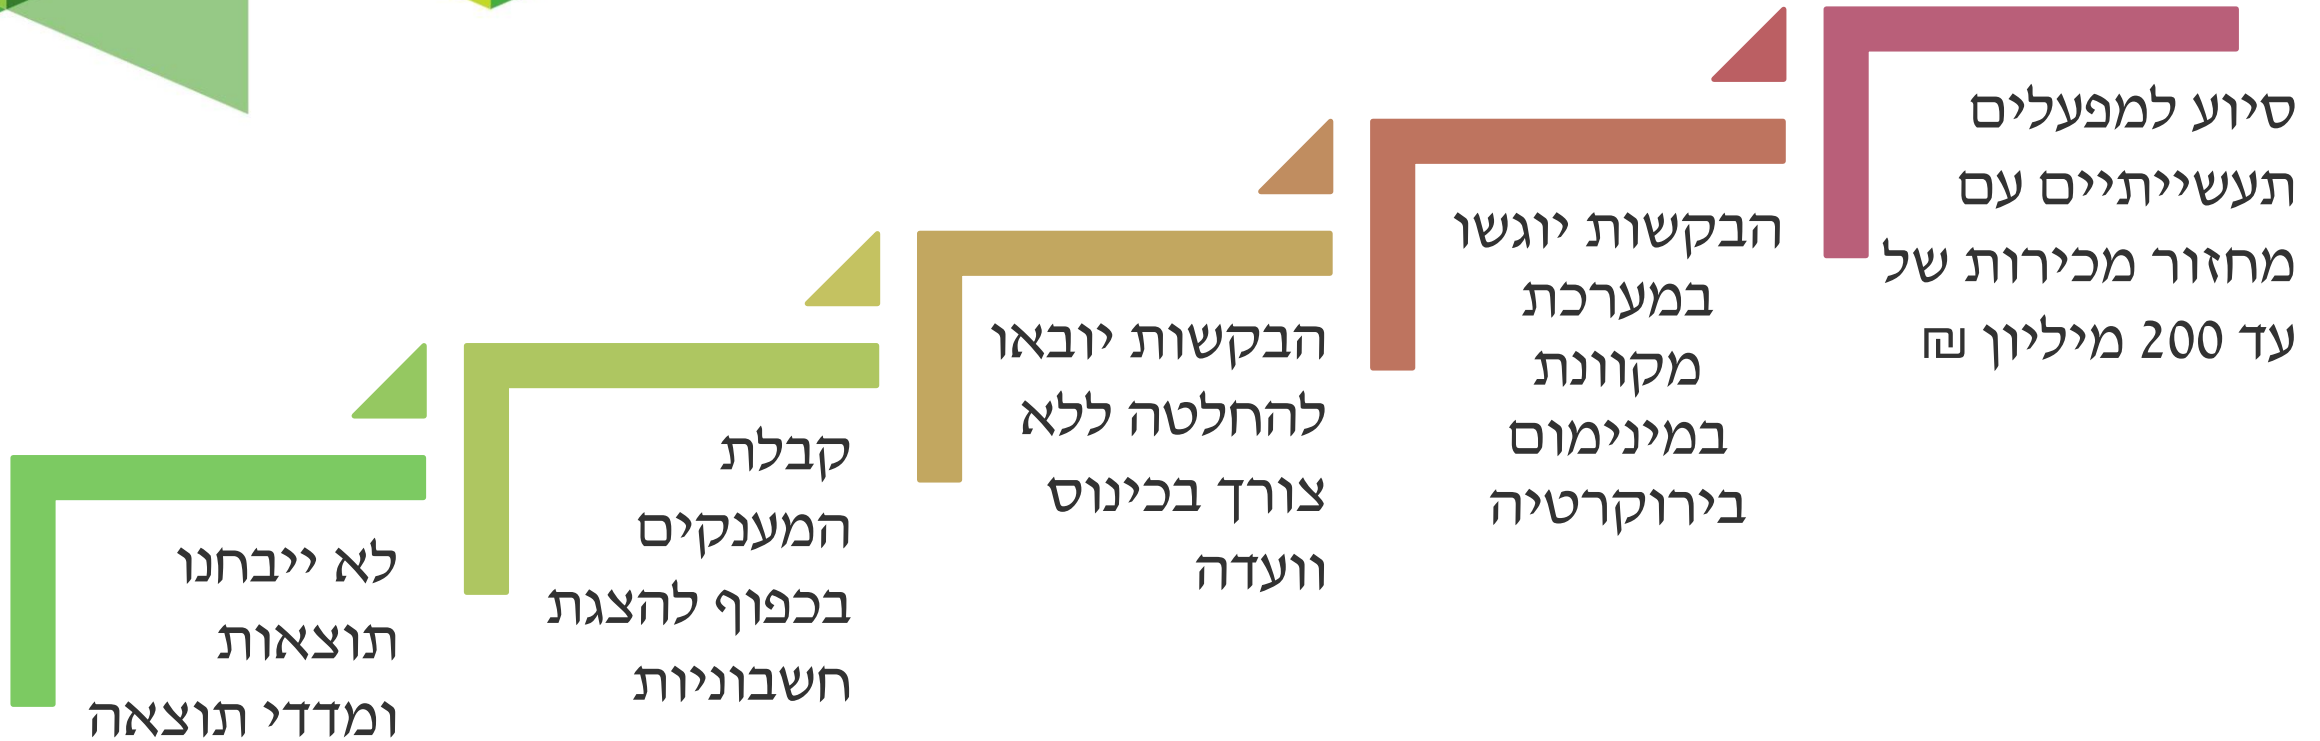 סיוע למפעלים
תעשייתיים עם
מחזור מכירות של
עד 200 מיליון ₪
הבקשות יוגשו
במערכת
מקוונת
במינימום
בירוקרטיה
הבקשות יובאו
להחלטה ללא
צורך בכינוס
וועדה
קבלת
המענקים
בכפוף להצגת
חשבוניות
לא ייבחנו
תוצאות
ומדדי תוצאה